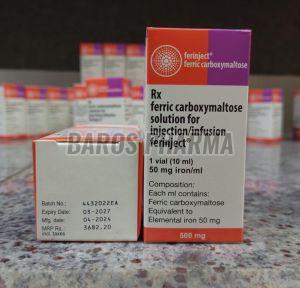 ferinject®
ferric carboxymaltose
Rx
ferric carboxymaltose
solution for
injection/infusion
ferinject®
1 vial (10 ml)
50 mg iron/ml
Composition:
Each ml contains:
Ferric carboxymaltose
Equivalent to
Elemental iron 50 mg
500 mg
Batch No.: 4432022EA
Expiry Date: 03-2027
Mfg. date: 04-2024
MRP Rs.: 3682.20
incl. taxes
BAROS PHARMA